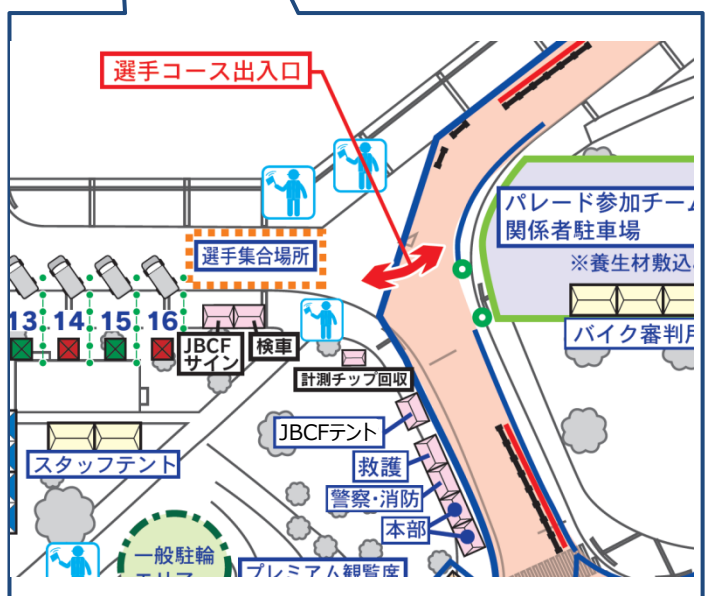 選手コース出入口
パレード参加チーム
関係者駐車場
※養生材敷込
選手集合場所
13 14 15 16
JBCF
サイン
検車
バイク審判
計測チップ回収
JBCFテント
スタッフテント
救護
警察・消防
本部
一般駐輪
エリア
プレミアム観覧席